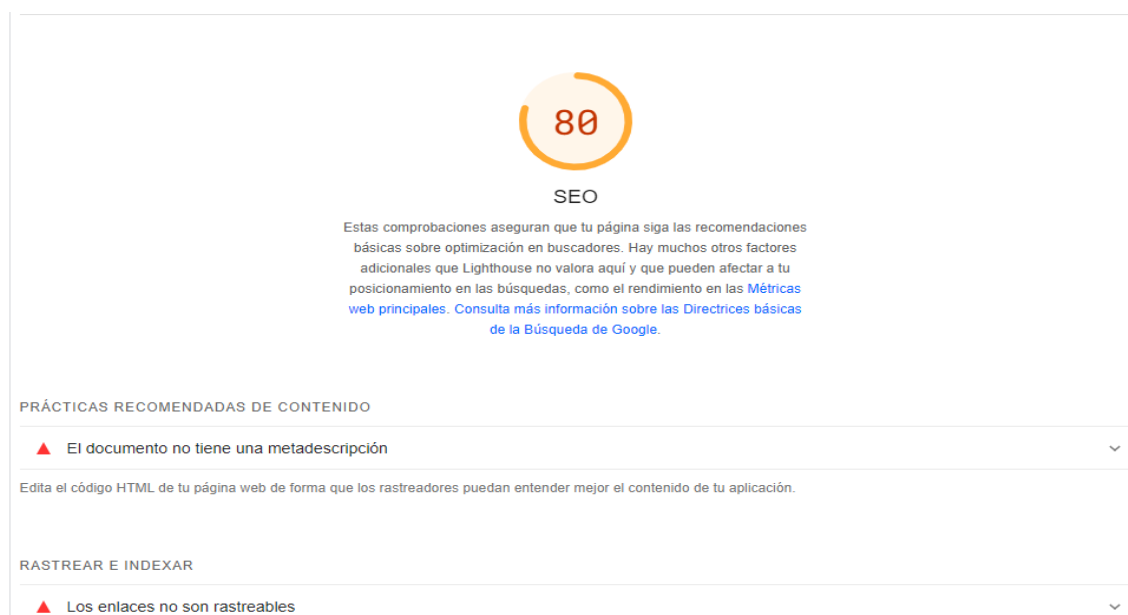 80
SEO
Estas comprobaciones aseguran que tu página siga las recomendaciones
básicas sobre optimización en buscadores. Hay muchos otros factores
adicionales que Lighthouse no valora aquí y que pueden afectar a tu
posicionamiento en las búsquedas, como el rendimiento en las Métricas
web principales. Consulta más información sobre las Directrices básicas
de la Búsqueda de Google.
PRÁCTICAS RECOMENDADAS DE CONTENIDO
El documento no tiene una metadescripción
Edita el código HTML de tu página web de forma que los rastreadores puedan entender mejor el contenido de tu aplicación.
RASTREAR E INDEXAR
Los enlaces no son rastreables